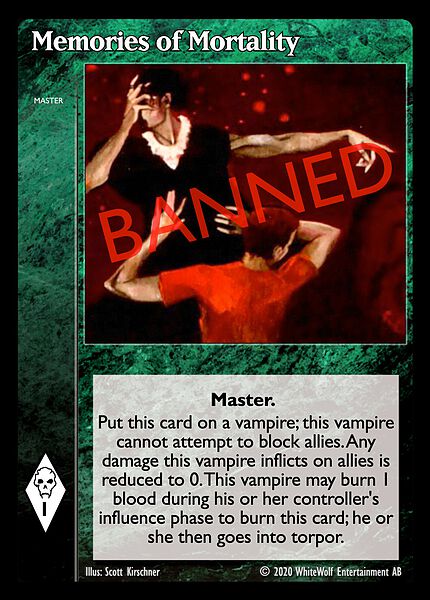 Memories of Mortality
MASTER
BANNED
Master.
Put this card on a vampire; this vampire
cannot attempt to block allies. Any
damage this vampire inflicts on allies is
reduced to 0. This vampire may burn 1
blood during his or her controller's
influence phase to burn this card; he or
she then goes into torpor.
I
Illus: Scott Kirschner © 2020 WhiteWolf Entertainment AB